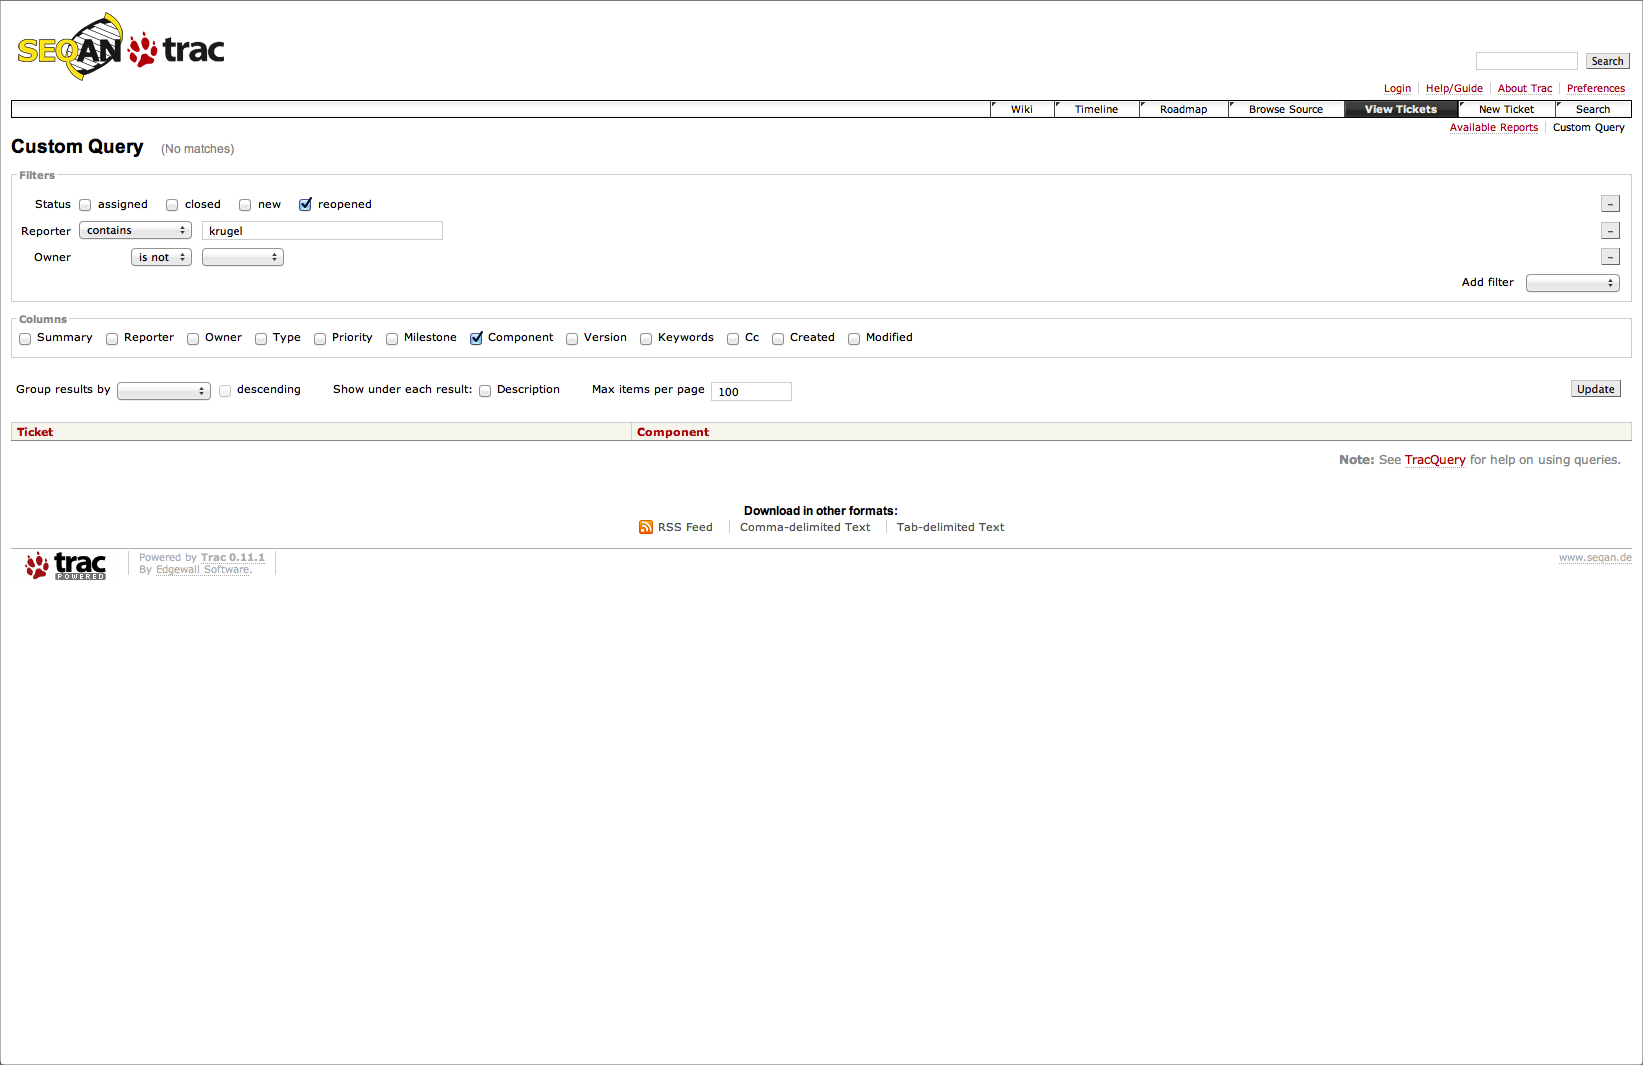 SEQAN trac
Search
Login Help/Guide About Trac Preferences
Wiki Timeline Roadmap Browse Source View Tickets New Ticket Search
Available Reports Custom Query
Custom Query (No matches)
Filters
Status assigned closed new reopened –
Reporter contains krugel –
Owner is not –
Add filter
Columns
Summary Reporter Owner Type Priority Milestone Component Version Keywords Cc Created Modified
Group results by descending Show under each result: Description Max items per page 100 Update
Ticket Component
Note: See TracQuery for help on using queries.
Download in other formats:
RSS Feed Comma-delimited Text Tab-delimited Text
trac POWERED Powered by Trac 0.11.1 www.seqan.de
By Edgewall Software.